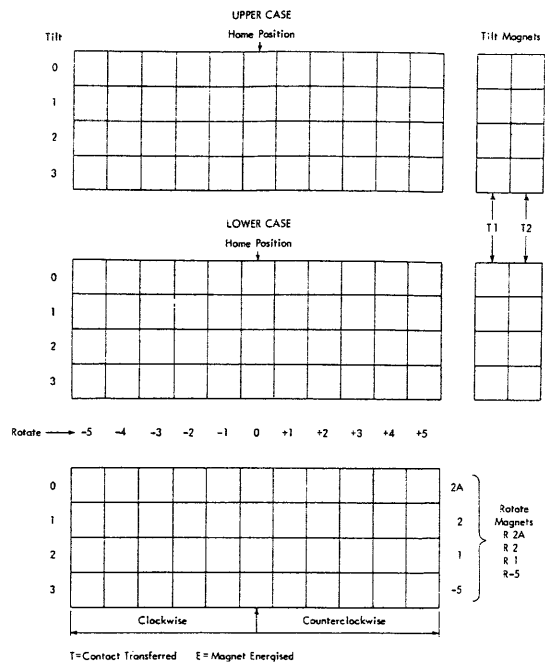 UPPER CASE
Tilt Home Position Tilt Magnets
0
1
2
3
T1 T2
LOWER CASE
Home Position
0
1
2
3
Rotate -5 -4 -3 -2 -1 0 +1 +2 +3 +4 +5
0 2A
1 2
2 1
3 -5
Rotate
Magnets
R 2A
R 2
R 1
R-5
Clockwise Counterclockwise
T=Contact Transferred E = Magnet Energised